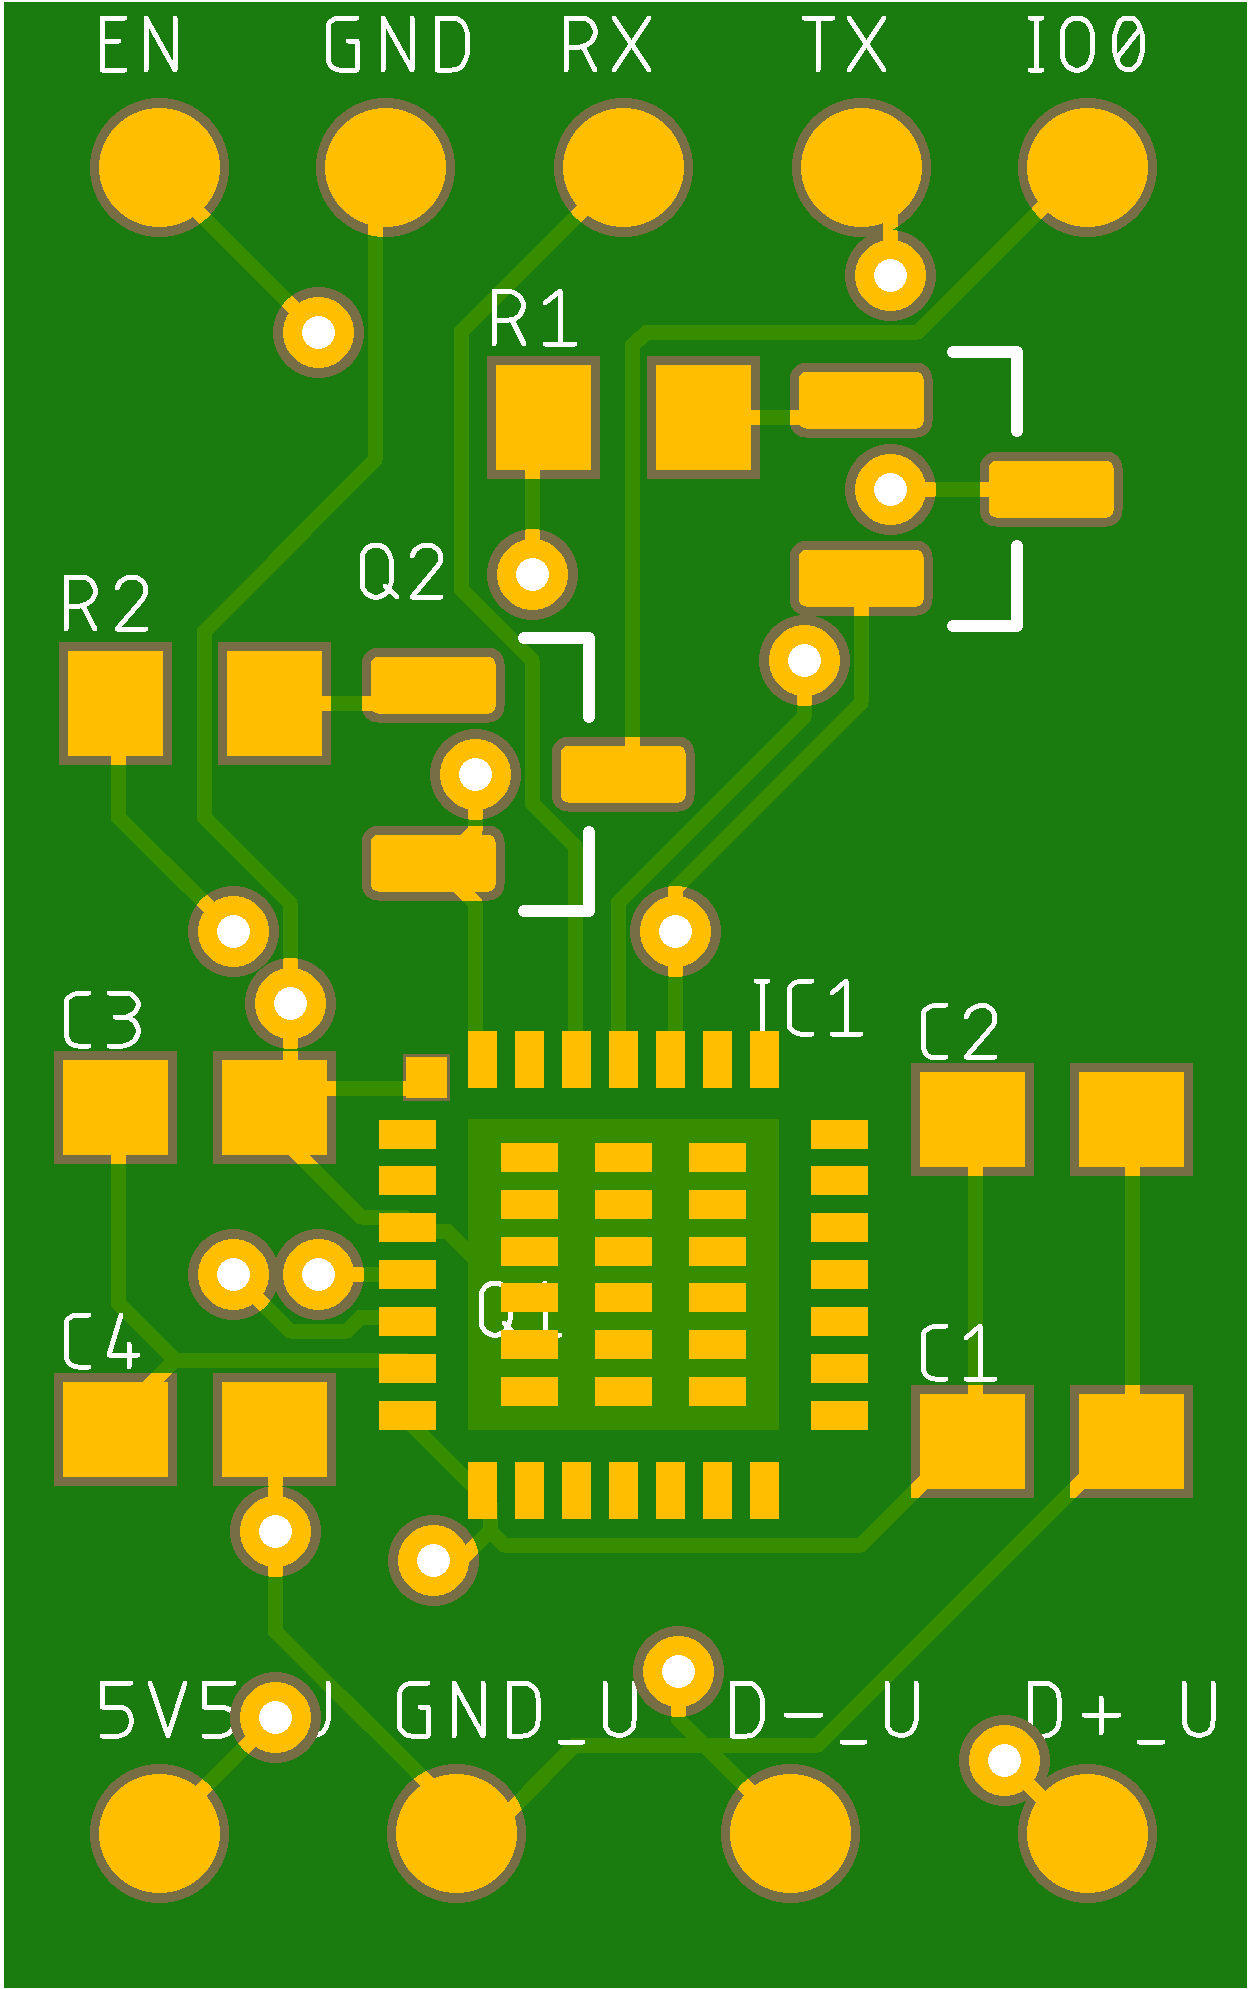 EN GND RX TX IO0
R1
Q2
R2
IC1
C3
C2
Q1
C4
C1
5V5_U GND_U D-_U D+_U